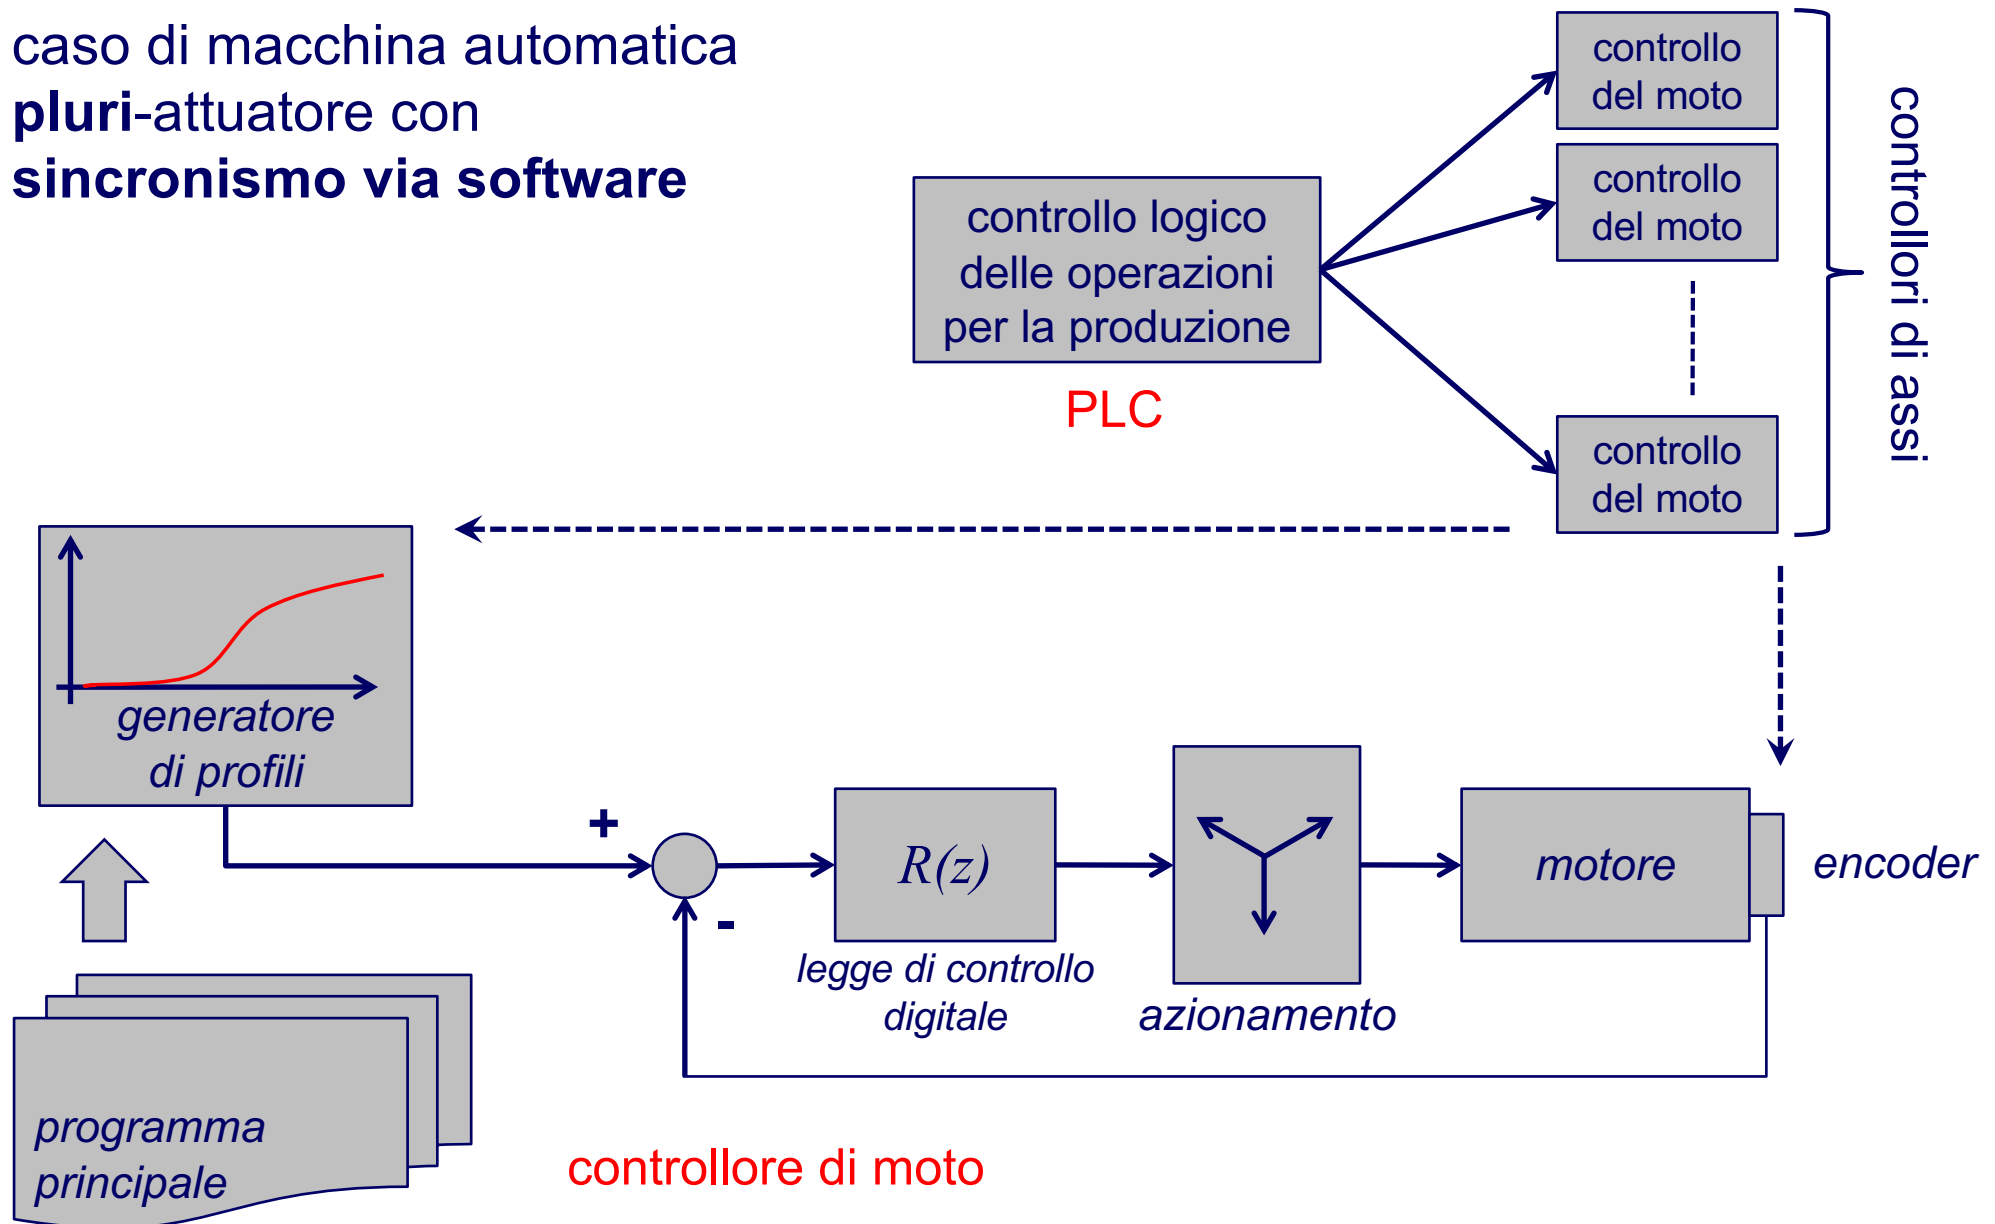 caso di macchina automatica
pluri-attuatore con
sincronismo via software
controllo logico
delle operazioni
per la produzione
PLC
controllo
del moto
controllo
del moto
controllo
del moto
controllori di assi
generatore
di profili
+
-
R(z)
legge di controllo
digitale
azionamento
motore
encoder
programma
principale
controllore di moto